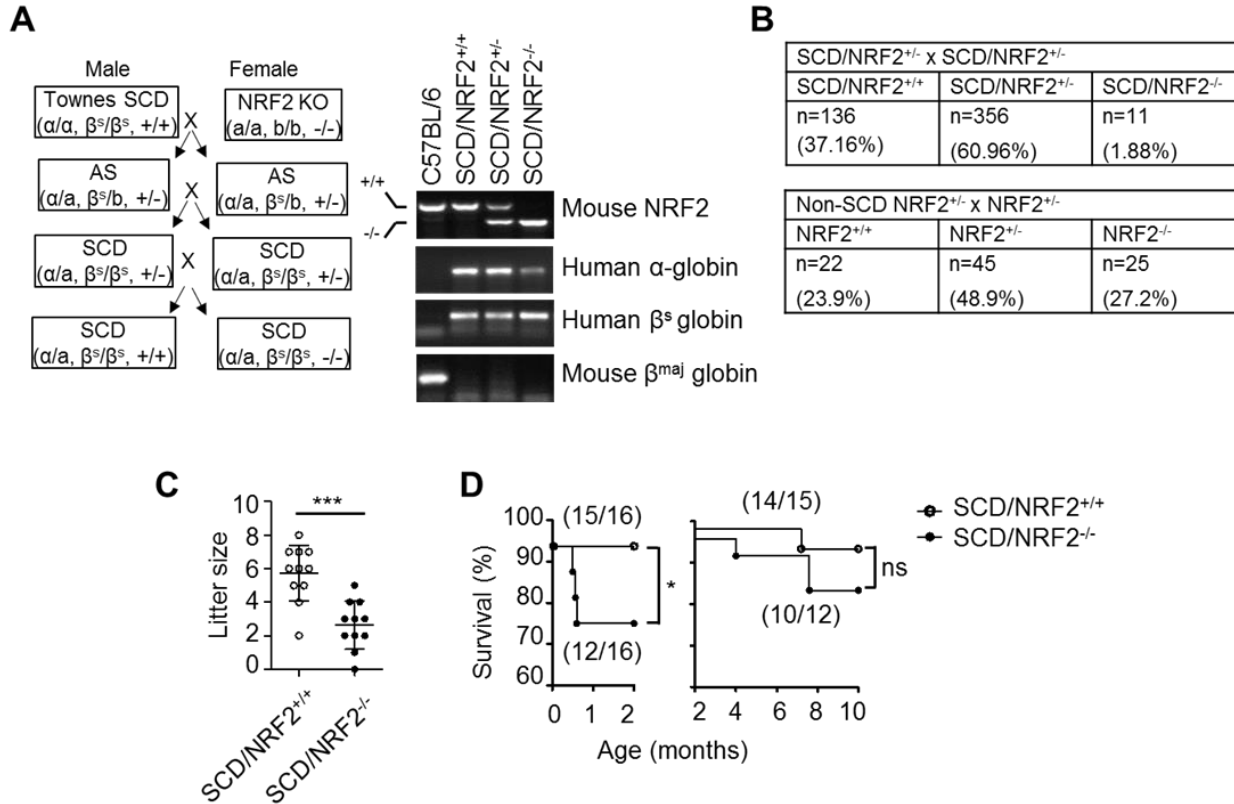 A
Male Female
Townes SCD
(α/α, βˢ/βˢ, +/+)
X
NRF2 KO
(a/a, b/b, -/-)
AS
(α/a, βˢ/b, +/-)
X
AS
(α/a, βˢ/b, +/-)
SCD
(α/a, βˢ/βˢ, +/-)
X
SCD
(α/a, βˢ/βˢ, +/-)
SCD
(α/a, βˢ/βˢ, +/+)
SCD
(α/a, βˢ/βˢ, -/-)
C57BL/6
SCD/NRF2⁺/⁺
SCD/NRF2⁺/⁻
SCD/NRF2⁻/⁻
+/+
-/-
Mouse NRF2
Human α-globin
Human βˢ globin
Mouse βᵐᵃʲ globin
B
SCD/NRF2⁺/⁻ x SCD/NRF2⁺/⁻
SCD/NRF2⁺/⁺ SCD/NRF2⁺/⁻ SCD/NRF2⁻/⁻
n=136 n=356 n=11
(37.16%) (60.96%) (1.88%)
Non-SCD NRF2⁺/⁻ x NRF2⁺/⁻
NRF2⁺/⁺ NRF2⁺/⁻ NRF2⁻/⁻
n=22 n=45 n=25
(23.9%) (48.9%) (27.2%)
C
Litter size
10
8
6
4
2
0
***
SCD/NRF2⁺/⁺
SCD/NRF2⁻/⁻
D
Survival (%)
100
90
80
70
60
(15/16)
*
(12/16)
0 1 2
(14/15)
ns
(10/12)
2 4 6 8 10
Age (months)
SCD/NRF2⁺/⁺
SCD/NRF2⁻/⁻